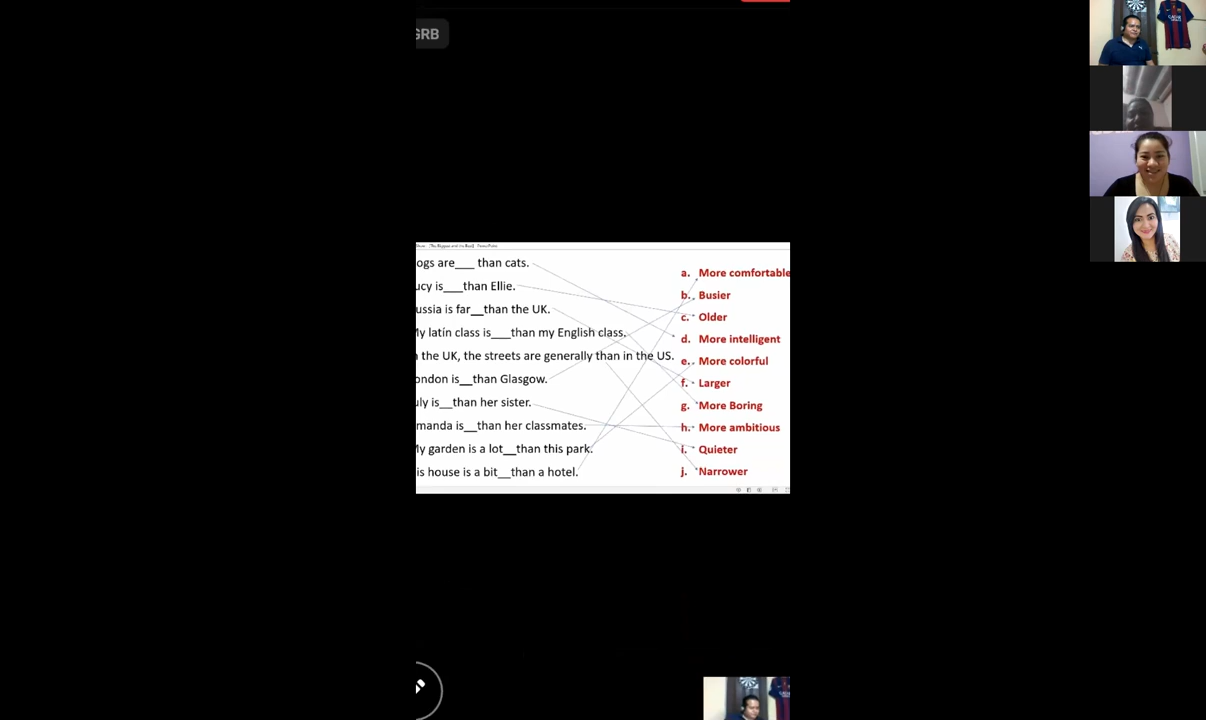 GRB
ogs are___ than cats.
ucy is___than Ellie.
ussia is far__than the UK.
My latín class is___than my English class.
n the UK, the streets are generally than in the US.
ondon is__than Glasgow.
uly is__than her sister.
manda is__than her classmates.
My garden is a lot__than this park.
is house is a bit__than a hotel.
a. More comfortable
b. Busier
c. Older
d. More intelligent
e. More colorful
f. Larger
g. More Boring
h. More ambitious
i. Quieter
j. Narrower